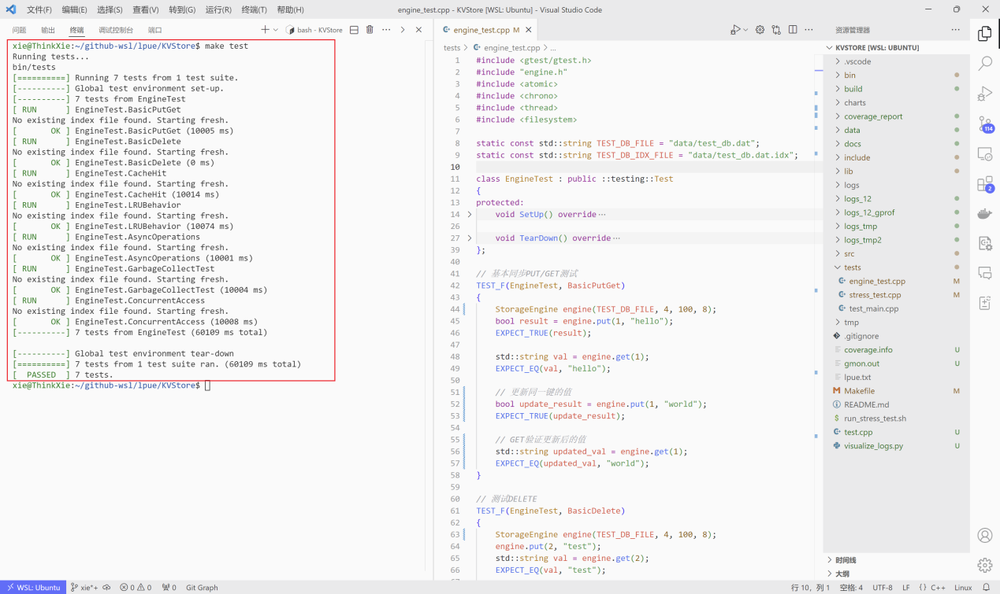 文件(F) 编辑(E) 选择(S) 查看(V) 转到(G) 运行(R) 终端(T) 帮助(H)
engine_test.cpp - KVStore [WSL: Ubuntu] - Visual Studio Code
问题 输出 终端 调试控制台 端口
bash - KVStore
xie@ThinkXie:~/github-wsl/lpue/KVStore$ make test
Running tests...
bin/tests
[==========] Running 7 tests from 1 test suite.
[----------] Global test environment set-up.
[----------] 7 tests from EngineTest
[ RUN      ] EngineTest.BasicPutGet
No existing index file found. Starting fresh.
[       OK ] EngineTest.BasicPutGet (10005 ms)
[ RUN      ] EngineTest.BasicDelete
No existing index file found. Starting fresh.
[       OK ] EngineTest.BasicDelete (0 ms)
[ RUN      ] EngineTest.CacheHit
No existing index file found. Starting fresh.
[       OK ] EngineTest.CacheHit (10014 ms)
[ RUN      ] EngineTest.LRUBehavior
No existing index file found. Starting fresh.
[       OK ] EngineTest.LRUBehavior (10074 ms)
[ RUN      ] EngineTest.AsyncOperations
No existing index file found. Starting fresh.
[       OK ] EngineTest.AsyncOperations (10001 ms)
[ RUN      ] EngineTest.GarbageCollectTest
No existing index file found. Starting fresh.
[       OK ] EngineTest.GarbageCollectTest (10004 ms)
[ RUN      ] EngineTest.ConcurrentAccess
No existing index file found. Starting fresh.
[       OK ] EngineTest.ConcurrentAccess (10008 ms)
[----------] 7 tests from EngineTest (60109 ms total)
[----------] Global test environment tear-down
[==========] 7 tests from 1 test suite ran. (60109 ms total)
[  PASSED  ] 7 tests.
xie@ThinkXie:~/github-wsl/lpue/KVStore$
engine_test.cpp M
tests > engine_test.cpp > ...
1 #include <gtest/gtest.h>
2 #include "engine.h"
3 #include <atomic>
4 #include <chrono>
5 #include <thread>
6 #include <filesystem>
7
8 static const std::string TEST_DB_FILE = "data/test_db.dat";
9 static const std::string TEST_DB_IDX_FILE = "data/test_db.dat.idx";
10
11 class EngineTest : public ::testing::Test
12 {
13 protected:
14 void SetUp() override ···
26
27 void TearDown() override ···
39 };
40
41 // 基本同步PUT/GET测试
42 TEST_F(EngineTest, BasicPutGet)
43 {
44 StorageEngine engine(TEST_DB_FILE, 4, 100, 8);
45 bool result = engine.put(1, "hello");
46 EXPECT_TRUE(result);
47
48 std::string val = engine.get(1);
49 EXPECT_EQ(val, "hello");
50
51 // 更新同一键的值
52 bool update_result = engine.put(1, "world");
53 EXPECT_TRUE(update_result);
54
55 // GET验证更新后的值
56 std::string updated_val = engine.get(1);
57 EXPECT_EQ(updated_val, "world");
58 }
59
60 // 测试DELETE
61 TEST_F(EngineTest, BasicDelete)
62 {
63 StorageEngine engine(TEST_DB_FILE, 4, 100, 8);
64 engine.put(2, "test");
65 std::string val = engine.get(2);
66 EXPECT_EQ(val, "test");
资源管理器
KVSTORE [WSL: UBUNTU]
.vscode
bin
build
charts
coverage_report
data
docs
include
lib
logs
logs_12
logs_12_gprof
logs_tmp
logs_tmp2
src
tests
engine_test.cpp M
stress_test.cpp M
test_main.cpp
tmp
.gitignore
coverage.info U
gmon.out U
lpue.txt
Makefile M
README.md
run_stress_test.sh
test.cpp U
visualize_logs.py U
时间线
大纲
114
2
WSL: Ubuntu xie*+ 0 0 0 Git Graph
行 10，列 1 空格: 4 UTF-8 LF {} C++ Linux